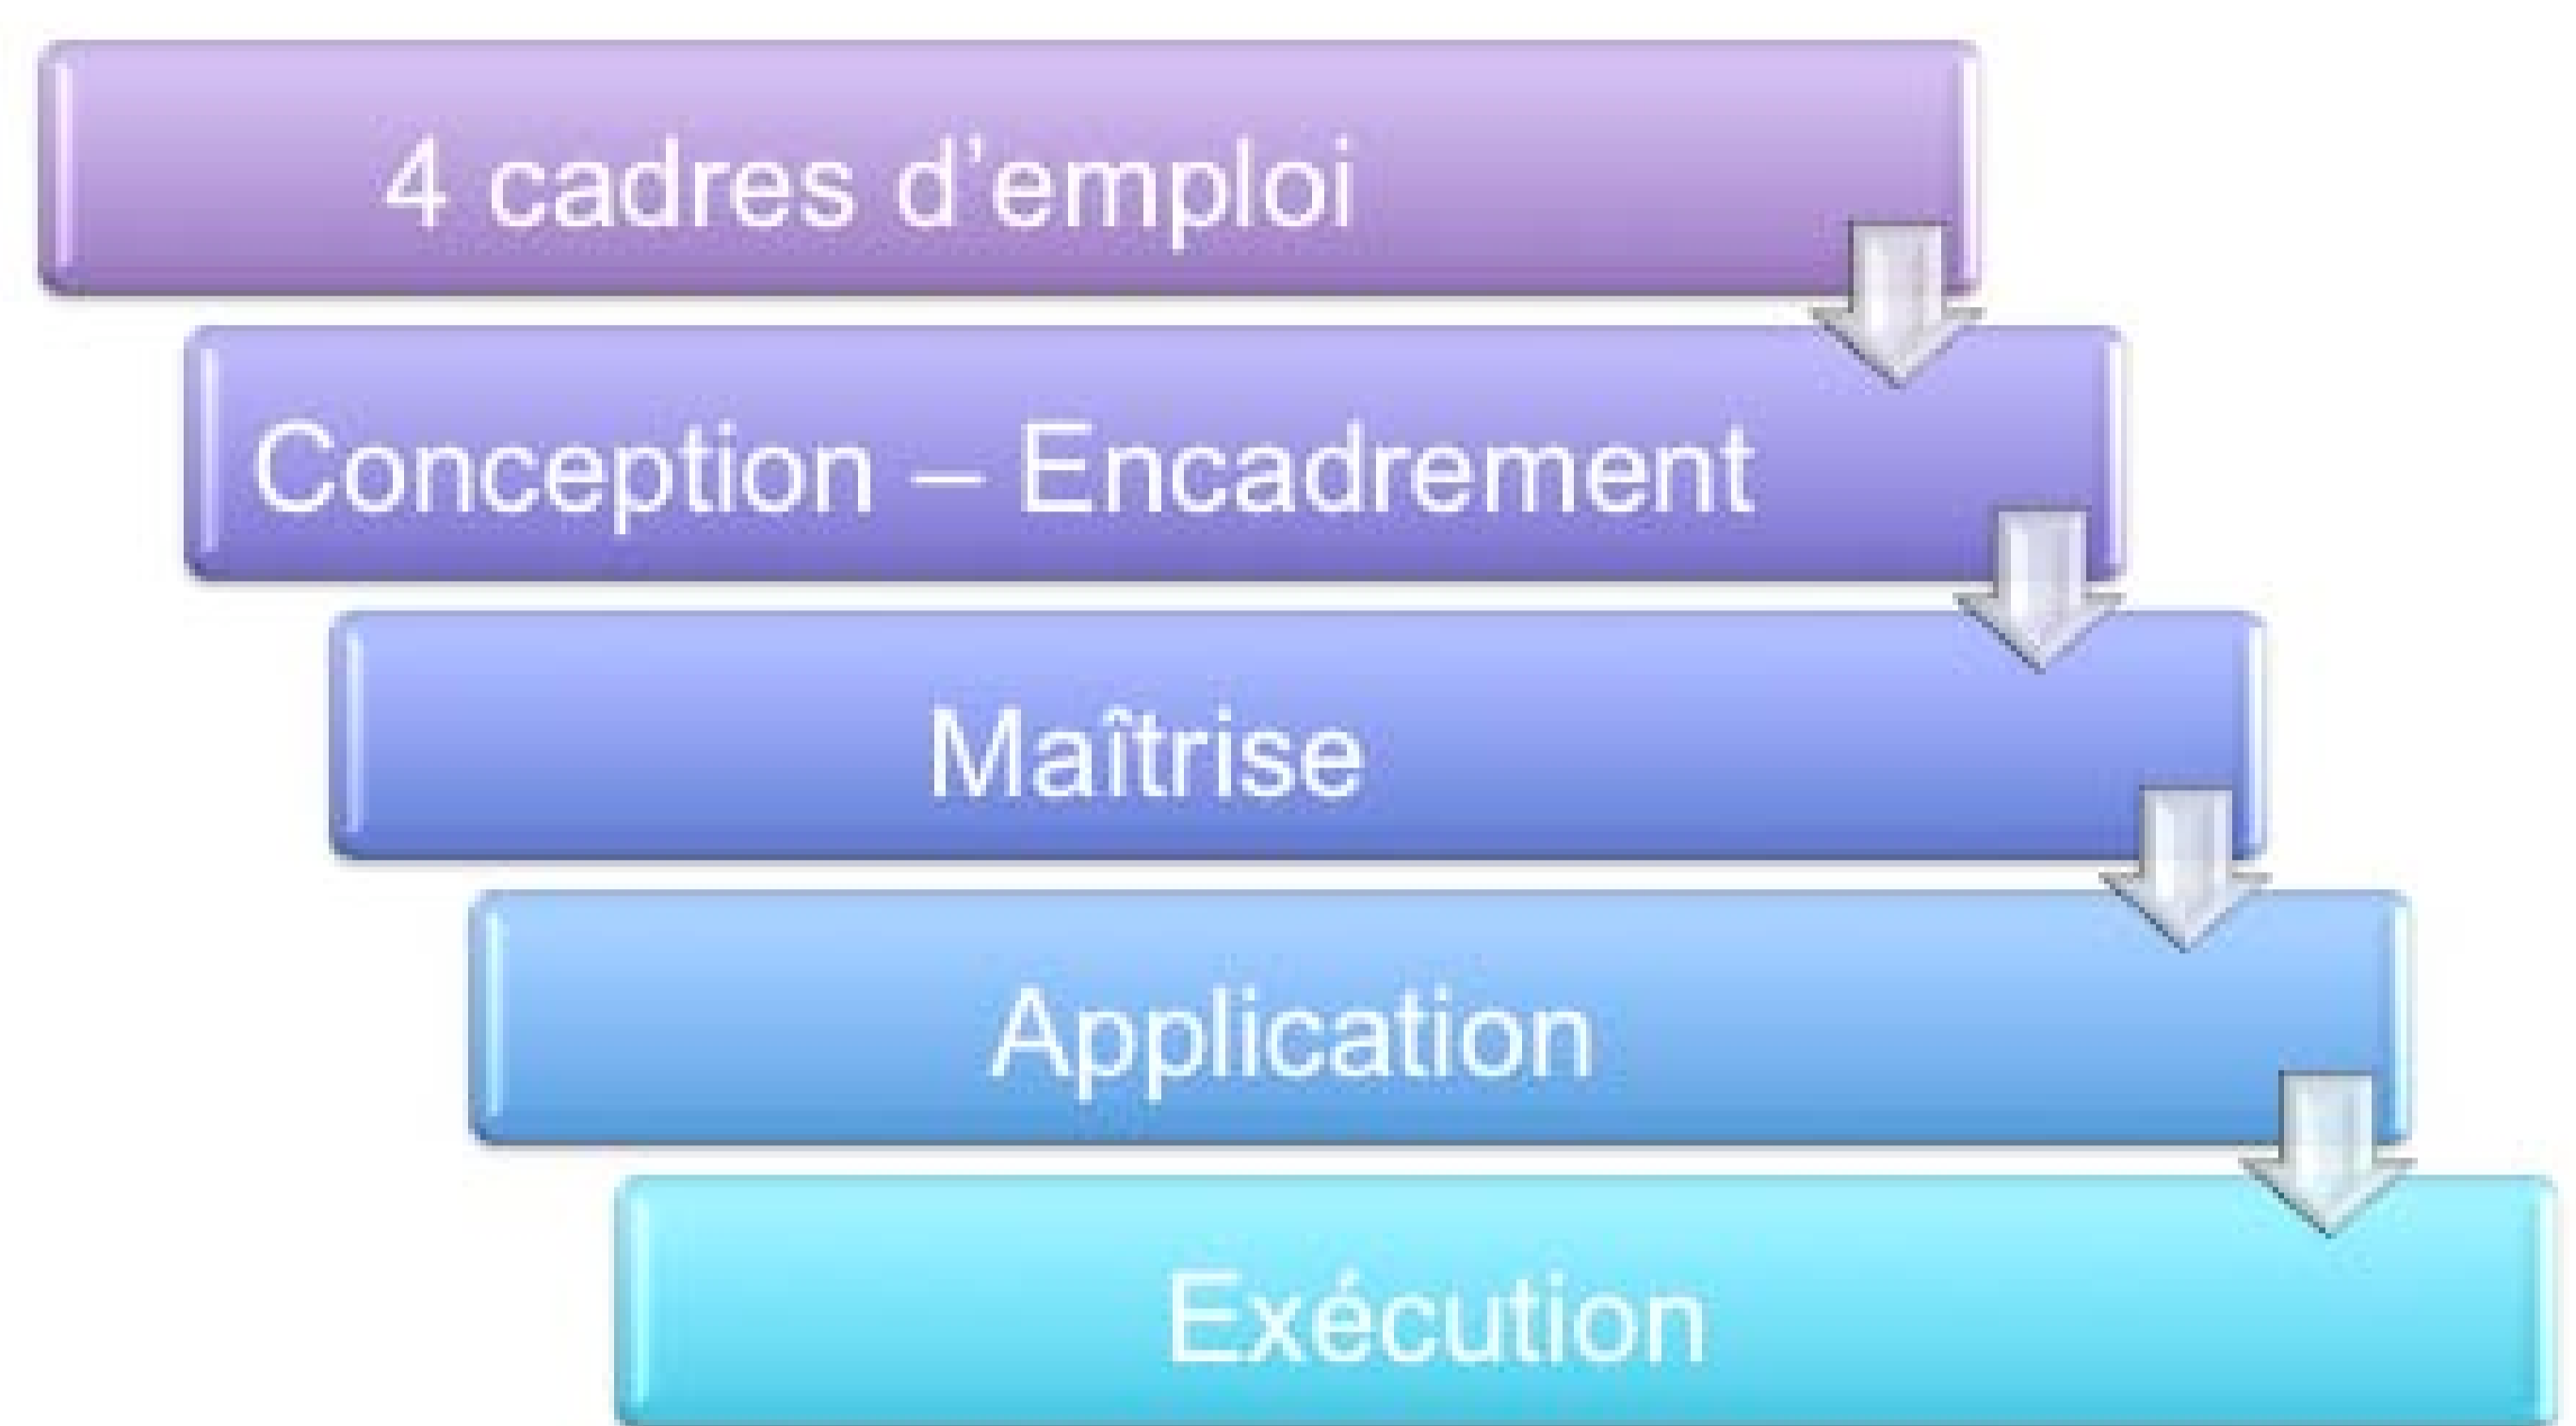 4 cadres d’emploi
Conception – Encadrement
Maîtrise
Application
Exécution